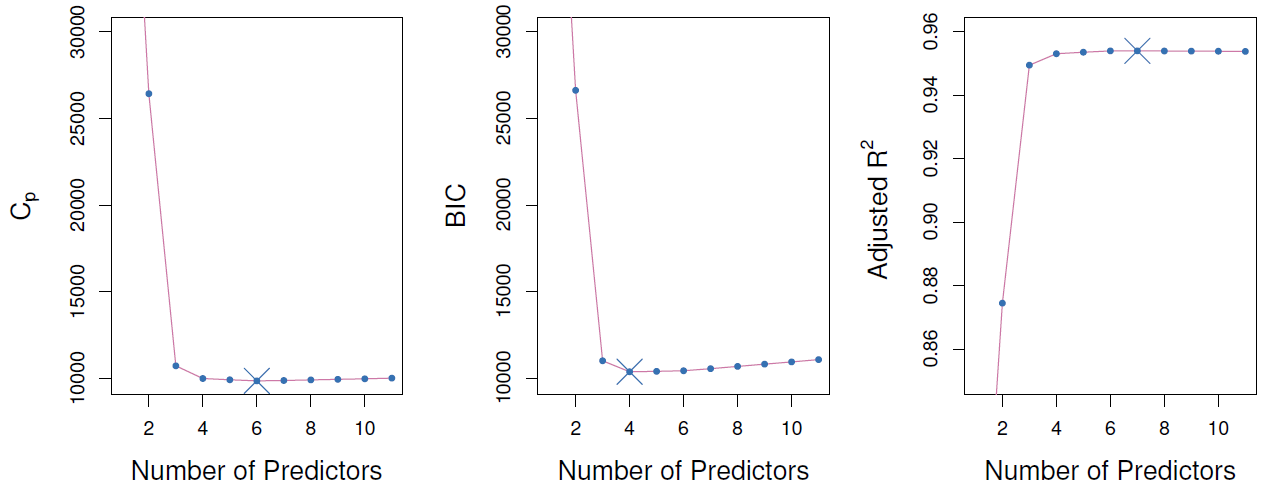 Cp
30000
25000
20000
15000
10000
2 4 6 8 10
Number of Predictors
BIC
30000
25000
20000
15000
10000
2 4 6 8 10
Number of Predictors
Adjusted R²
0.96
0.94
0.92
0.90
0.88
0.86
2 4 6 8 10
Number of Predictors